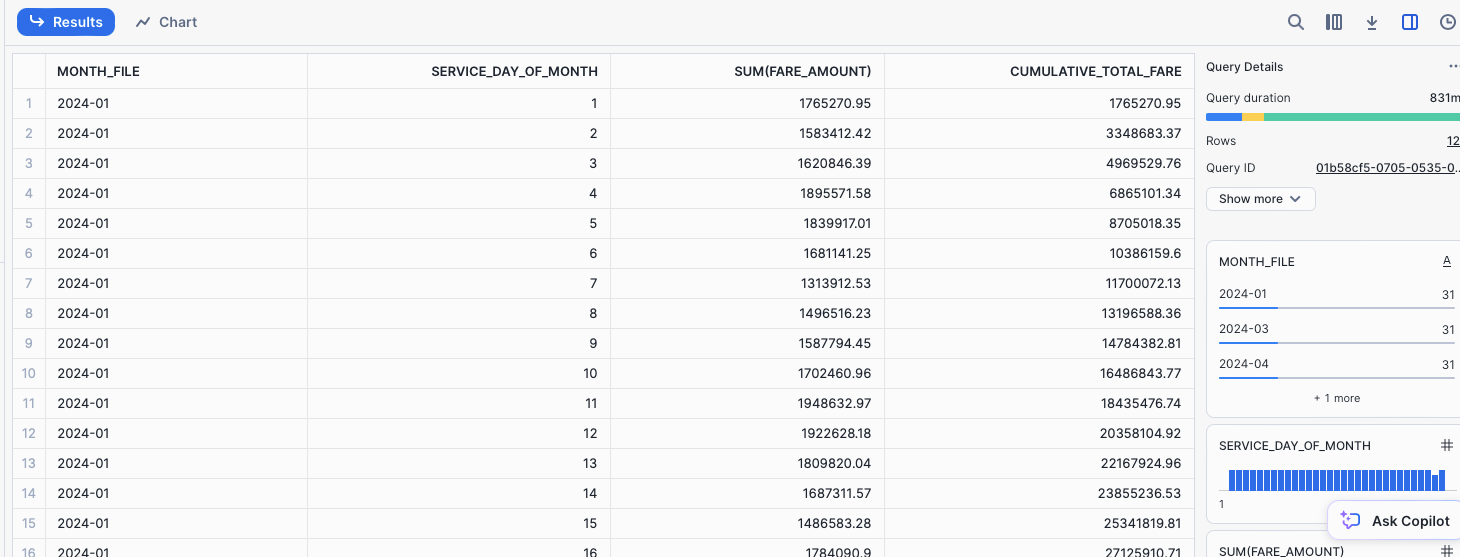 Results Chart
MONTH_FILE SERVICE_DAY_OF_MONTH SUM(FARE_AMOUNT) CUMULATIVE_TOTAL_FARE
1 2024-01 1 1765270.95 1765270.95
2 2024-01 2 1583412.42 3348683.37
3 2024-01 3 1620846.39 4969529.76
4 2024-01 4 1895571.58 6865101.34
5 2024-01 5 1839917.01 8705018.35
6 2024-01 6 1681141.25 10386159.6
7 2024-01 7 1313912.53 11700072.13
8 2024-01 8 1496516.23 13196588.36
9 2024-01 9 1587794.45 14784382.81
10 2024-01 10 1702460.96 16486843.77
11 2024-01 11 1948632.97 18435476.74
12 2024-01 12 1922628.18 20358104.92
13 2024-01 13 1809820.04 22167924.96
14 2024-01 14 1687311.57 23855236.53
15 2024-01 15 1486583.28 25341819.81
16 2024-01 16 1784090.9 27125910.71
Query Details ...
Query duration 831m
Rows 12
Query ID 01b58cf5-0705-0535-0...
Show more
MONTH_FILE A
2024-01 31
2024-03 31
2024-04 31
+ 1 more
SERVICE_DAY_OF_MONTH #
1
Ask Copilot
SUM(FARE_AMOUNT) #